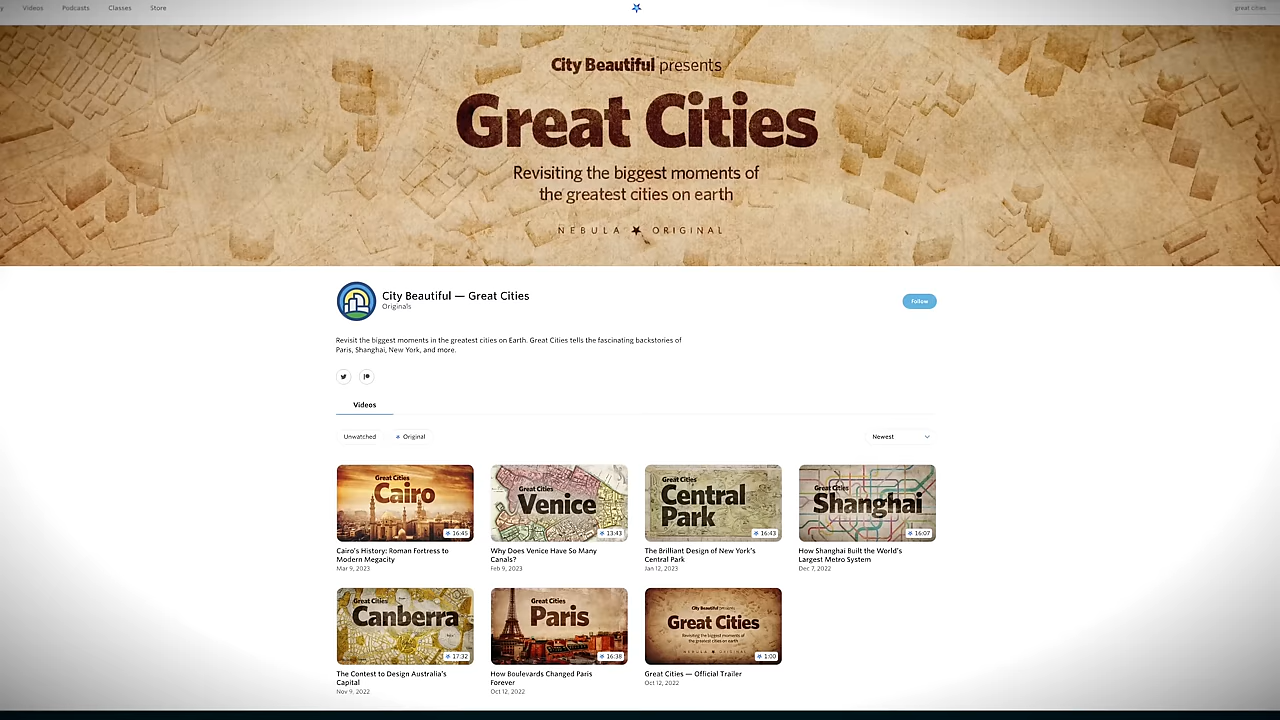 Videos Podcasts Classes Store
great cities
City Beautiful presents
Great Cities
Revisiting the biggest moments of
the greatest cities on earth
NEBULA ORIGINAL
City Beautiful — Great Cities
Originals
Follow
Revisit the biggest moments in the greatest cities on Earth. Great Cities tells the fascinating backstories of
Paris, Shanghai, New York, and more.
Videos
Unwatched
Original
Newest
Great Cities
Cairo
16:45
Cairo's History: Roman Fortress to
Modern Megacity
Mar 9, 2023
Great Cities
Venice
13:43
Why Does Venice Have So Many
Canals?
Feb 9, 2023
Great Cities
Central
Park
16:43
The Brilliant Design of New York's
Central Park
Jan 12, 2023
Great Cities
Shanghai
16:07
How Shanghai Built the World's
Largest Metro System
Dec 7, 2022
Great Cities
Canberra
17:32
The Contest to Design Australia's
Capital
Nov 9, 2022
Great Cities
Paris
16:38
How Boulevards Changed Paris
Forever
Oct 12, 2022
City Beautiful presents
Great Cities
Revisiting the biggest moments of
the greatest cities on earth
NEBULA ORIGINAL
1:00
Great Cities — Official Trailer
Oct 12, 2022